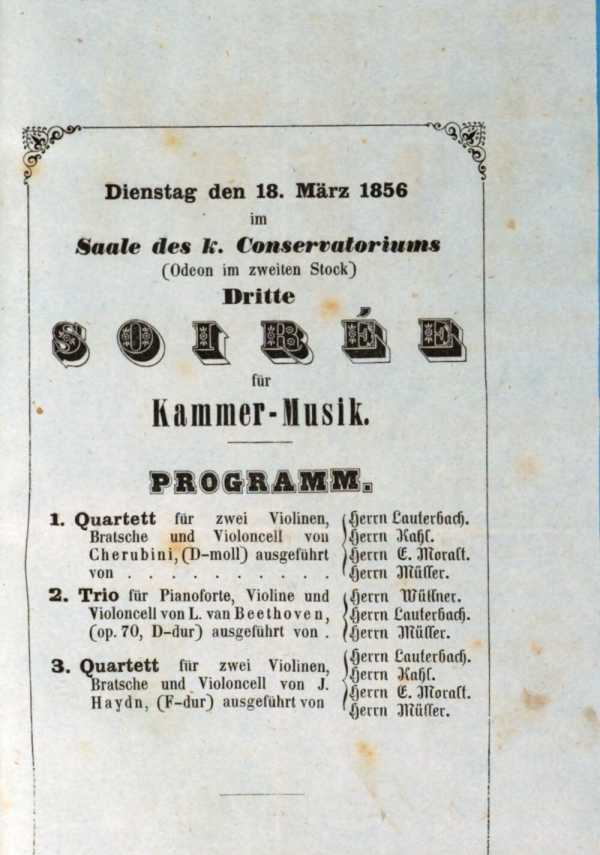 Dienstag den 18. März 1856
im
Saale des k. Conservatoriums
(Odeon im zweiten Stock)
Dritte
SOIRÉE
für
Kammer-Musik.
PROGRAMM.
1. Quartett für zwei Violinen,
Bratsche und Violoncell von
Cherubini, (D-moll) ausgeführt
von . . . . . . . . . .
Herrn Lauterbach.
Herrn Kahl.
Herrn E. Moralt.
Herrn Müller.
2. Trio für Pianoforte, Violine und
Violoncell von L. van Beethoven,
(op. 70, D-dur) ausgeführt von .
Herrn Wüllner.
Herrn Lauterbach.
Herrn Müller.
3. Quartett für zwei Violinen,
Bratsche und Violoncell von J.
Haydn, (F-dur) ausgeführt von
Herrn Lauterbach.
Herrn Kahl.
Herrn E. Moralt.
Herrn Müller.